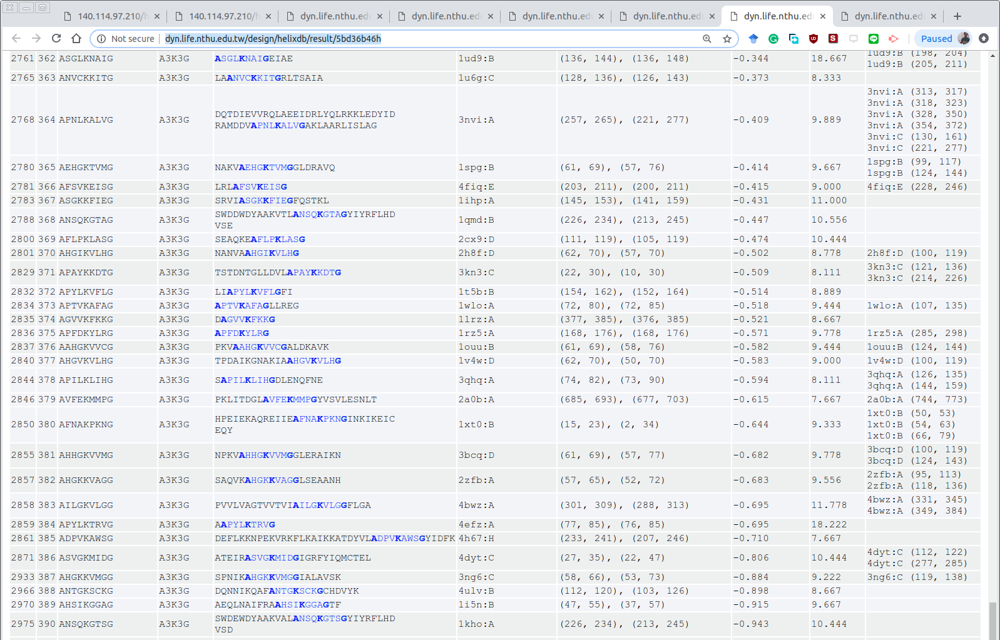 140.114.97.210/h
140.114.97.210/h
dyn.life.nthu.ed
dyn.life.nthu.ed
dyn.life.nthu.ed
dyn.life.nthu.ed
dyn.life.nthu.ed
dyn.life.nthu.ed
Not secure | dyn.life.nthu.edu.tw/design/helixdb/result/5bd36b46h
Paused
2761 362 ASGLKNAIG A3K3G ASGLKNAIGEIAE 1ud9:B (136, 144), (136, 148) -0.344 18.667 1ud9:B (198, 204)
1ud9:B (205, 211)
2765 363 ANVCKKITG A3K3G LAANVCKKITGRLTSAIA 1u6g:C (128, 136), (126, 143) -0.373 8.333
2768 364 APNLKALVG A3K3G DQTDIEVVRQLAEEIDRLYQLRKKLEDYID
RAMDDVAPNLKALVGAKLAARLISLAG 3nvi:A (257, 265), (221, 277) -0.409 9.889 3nvi:A (313, 317)
3nvi:A (318, 323)
3nvi:A (328, 350)
3nvi:A (354, 372)
3nvi:C (130, 161)
3nvi:C (221, 277)
2780 365 AEHGKTVMG A3K3G NAKVAEHGKTVMGGLDRAVQ 1spg:B (61, 69), (57, 76) -0.414 9.667 1spg:B (99, 117)
1spg:B (124, 144)
2781 366 AFSVKEISG A3K3G LRLAFSVKEISG 4fiq:E (203, 211), (200, 211) -0.415 9.000 4fiq:E (228, 246)
2783 367 ASGKKFIEG A3K3G SRVIASGKKFIEGFQSTKL 1ihp:A (145, 153), (141, 159) -0.431 11.000
2788 368 ANSQKGTAG A3K3G SWDDWDYAAKVTLANSQKGTAGYIYRFLHD
VSE 1qmd:B (226, 234), (213, 245) -0.447 10.556
2800 369 AFLPKLASG A3K3G SEAQKEAFLPKLASG 2cx9:D (111, 119), (105, 119) -0.474 10.444
2801 370 AHGIKVLHG A3K3G NANVAAHGIKVLHG 2h8f:D (62, 70), (57, 70) -0.502 8.778 2h8f:D (100, 119)
2829 371 APAYKKDTG A3K3G TSTDNTGLLDVLAPAYKKDTG 3kn3:C (22, 30), (10, 30) -0.509 8.111 3kn3:C (121, 136)
3kn3:C (214, 226)
2832 372 APYLKVFLG A3K3G LIAPYLKVFLGFI 1t5b:B (154, 162), (152, 164) -0.514 8.889
2834 373 APTVKAFAG A3K3G APTVKAFAGLLREG 1wlo:A (72, 80), (72, 85) -0.518 9.444 1wlo:A (107, 135)
2835 374 AGVVKFKKG A3K3G DAGVVKFKKG 1lrz:A (377, 385), (376, 385) -0.521 8.667
2836 375 APFDKYLRG A3K3G APFDKYLRG 1rz5:A (168, 176), (168, 176) -0.571 9.778 1rz5:A (285, 298)
2837 376 AAHGKVVCG A3K3G PKVAAHGKVVCGALDKAVK 1ouu:B (61, 69), (58, 76) -0.582 9.444 1ouu:B (124, 144)
2840 377 AHGVKVLHG A3K3G TPDAIKGNAKIAAHGVKVLHG 1v4w:D (62, 70), (50, 70) -0.583 9.000 1v4w:D (100, 119)
2844 378 APILKLIHG A3K3G SAPILKLIHGDLENQFNE 3qhq:A (74, 82), (73, 90) -0.594 8.111 3qhq:A (126, 135)
3qhq:A (144, 159)
2846 379 AVFEKMMPG A3K3G PKLITDGLAVFEKMMPGYVSVLESNLT 2a0b:A (685, 693), (677, 703) -0.615 7.667 2a0b:A (744, 773)
2850 380 AFNAKPKNG A3K3G HPEIEKAQREIIEAFNAKPKNGINKIKEIC
EQY 1xt0:B (15, 23), (2, 34) -0.644 9.333 1xt0:B (50, 53)
1xt0:B (54, 63)
1xt0:B (66, 79)
2855 381 AHHGKVVMG A3K3G NPKVAHHGKVVMGGLERAIKN 3bcq:D (61, 69), (57, 77) -0.682 9.778 3bcq:D (100, 119)
3bcq:D (124, 143)
2857 382 AHGKKVAGG A3K3G SAQVKAHGKKVAGGLSEAANH 2zfb:A (57, 65), (52, 72) -0.683 9.556 2zfb:A (95, 113)
2zfb:A (118, 136)
2858 383 AILGKVLGG A3K3G PVVLVAGTVVTVIAILGKVLGGFLGA 4bwz:A (301, 309), (288, 313) -0.695 11.778 4bwz:A (331, 345)
4bwz:A (349, 384)
2859 384 APYLKTRVG A3K3G AAPYLKTRVG 4efz:A (77, 85), (76, 85) -0.695 18.222
2861 385 ADPVKAWSG A3K3G DEFLKKNPEKVRKFLKAIKKATDYVLADPVKAWSGYIDFK 4h67:H (233, 241), (207, 246) -0.710 7.667
2871 386 ASVGKMIDG A3K3G ATEIRASVGKMIDGIGRFYIQMCTEL 4dyt:C (27, 35), (22, 47) -0.806 10.444 4dyt:C (112, 122)
4dyt:C (277, 285)
2933 387 AHGKKVMGG A3K3G SPNIKAHGKKVMGGIALAVSK 3ng6:C (58, 66), (53, 73) -0.884 9.222 3ng6:C (119, 138)
2966 388 ANTGKSCKG A3K3G DQNNIKQAFANTGKSCKGCHDVYK 4ulv:B (112, 120), (103, 126) -0.898 8.667
2970 389 AHSIKGGAG A3K3G AEQLNAIFRAAHSIKGGAGTF 1i5n:B (47, 55), (37, 57) -0.915 9.667
2975 390 ANSQKGTSG A3K3G SWDEWDYAAKVALANSQKGTSGYIYRFLHD
VSD 1kho:A (226, 234), (213, 245) -0.943 10.444